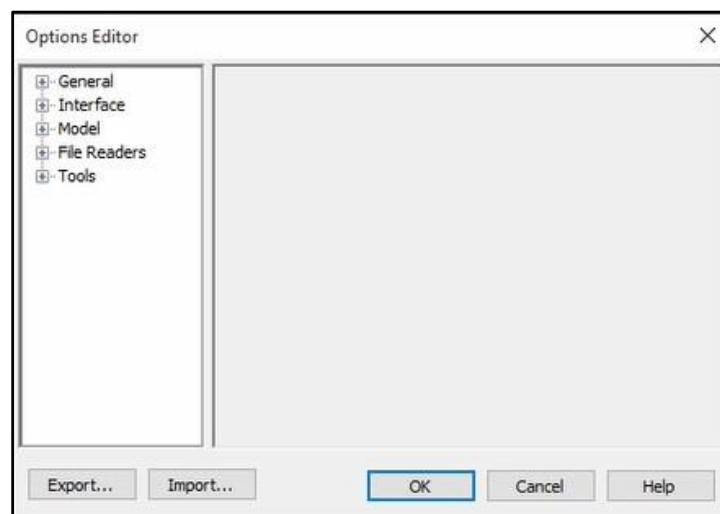 Options Editor
General
Interface
Model
File Readers
Tools
Export... Import... OK Cancel Help